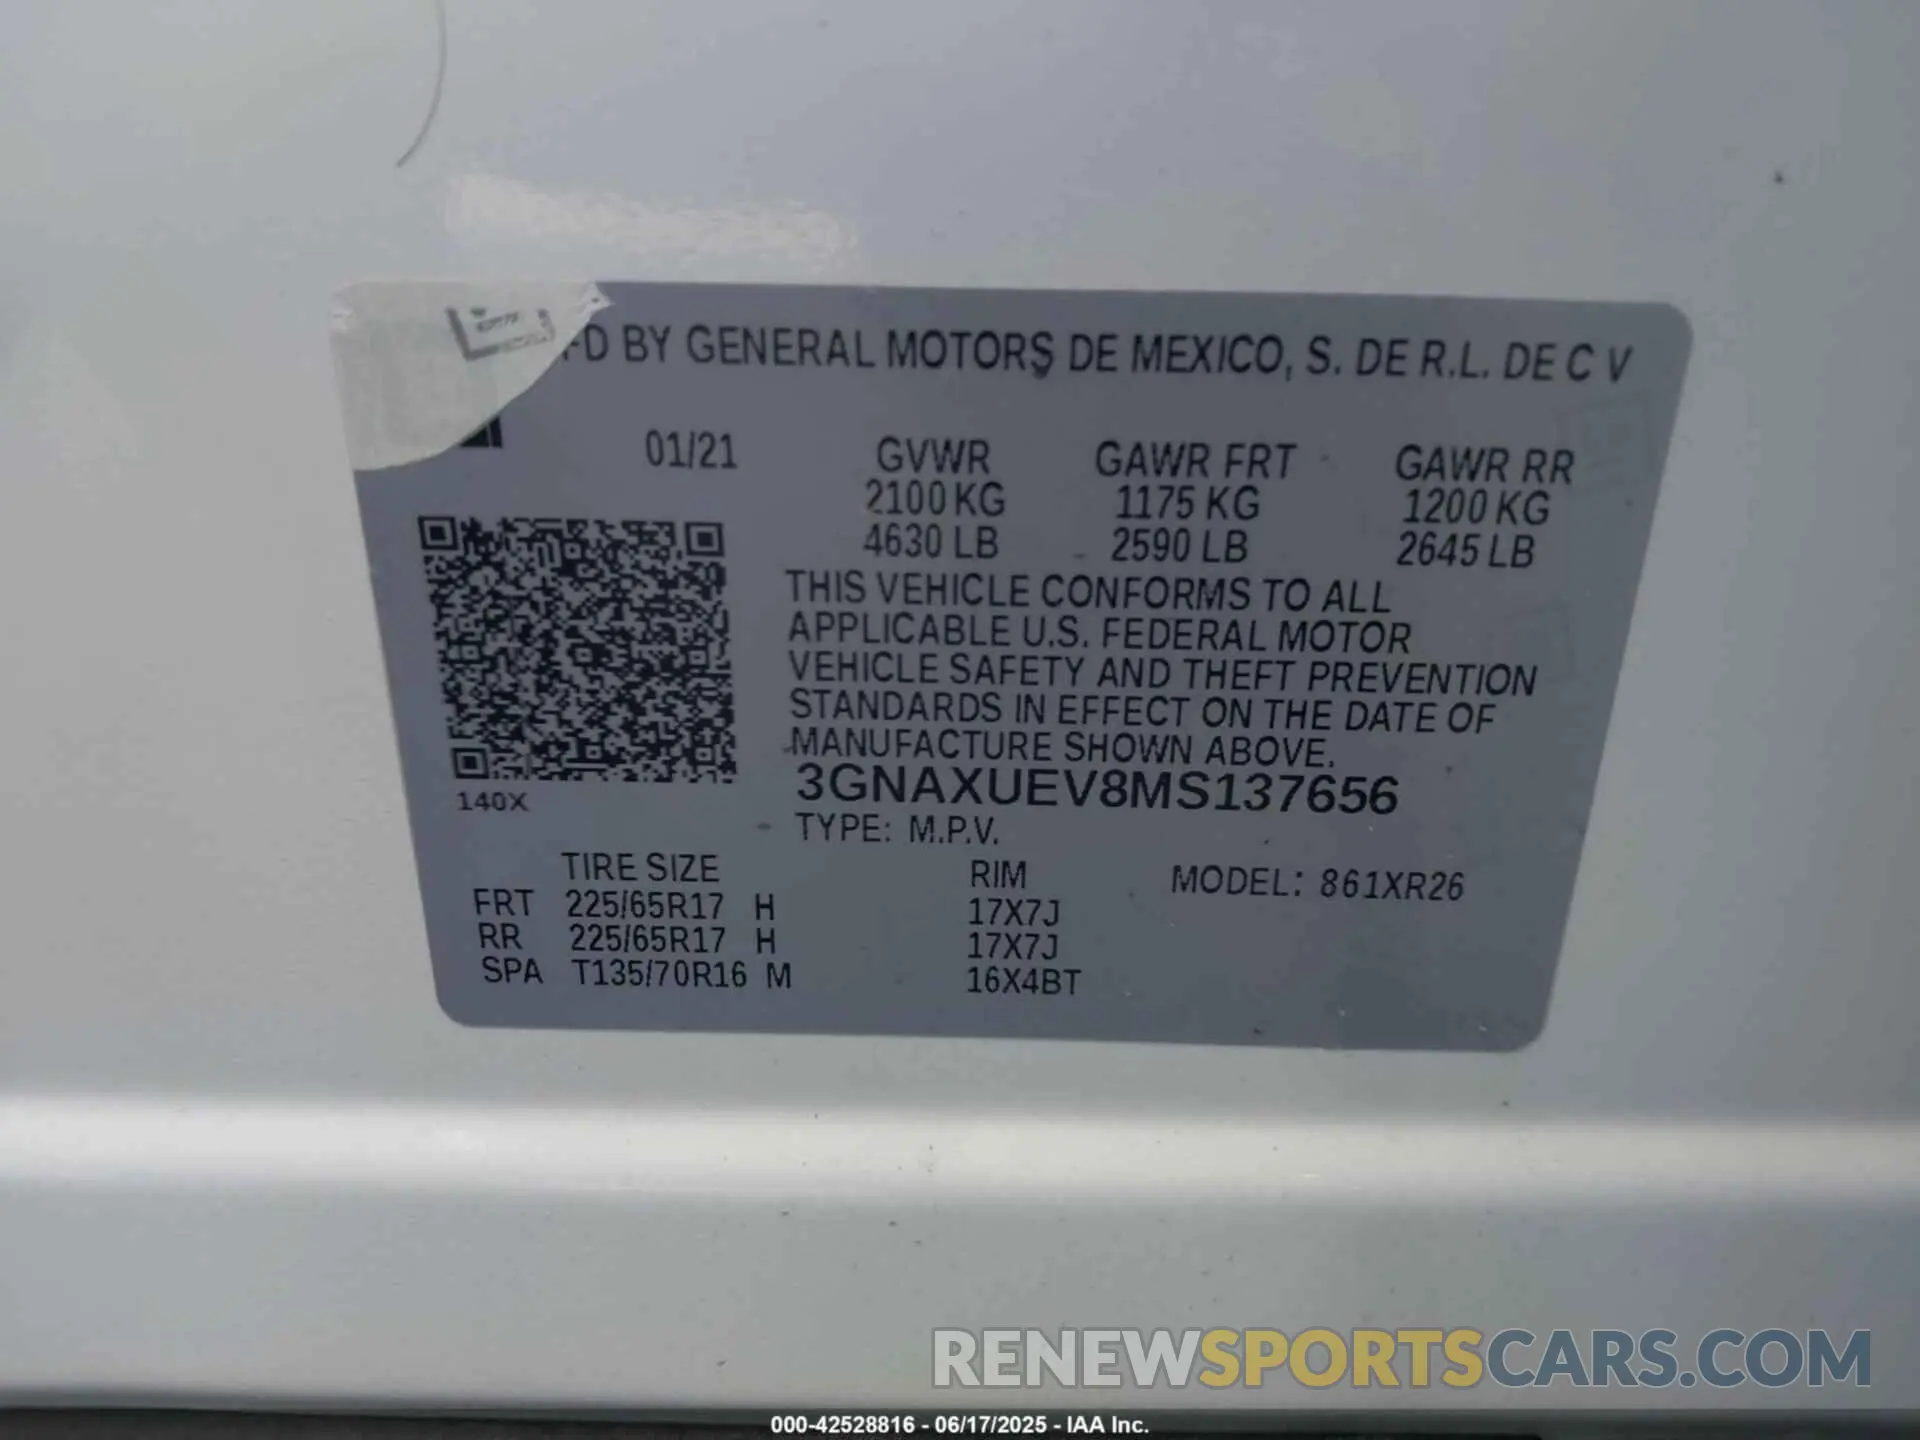 FD BY GENERAL MOTORS DE MEXICO, S. DE R.L. DE C V
01/21 GVWR GAWR FRT GAWR RR
2100 KG 1175 KG 1200 KG
4630 LB 2590 LB 2645 LB
THIS VEHICLE CONFORMS TO ALL
APPLICABLE U.S. FEDERAL MOTOR
VEHICLE SAFETY AND THEFT PREVENTION
STANDARDS IN EFFECT ON THE DATE OF
MANUFACTURE SHOWN ABOVE.
3GNAXUEV8MS137656
140X
TYPE: M.P.V.
TIRE SIZE RIM MODEL: 861XR26
FRT 225/65R17 H 17X7J
RR 225/65R17 H 17X7J
SPA T135/70R16 M 16X4BT
RENEWSPORTSCARS.COM
000-42528816 - 06/17/2025 - IAA Inc.